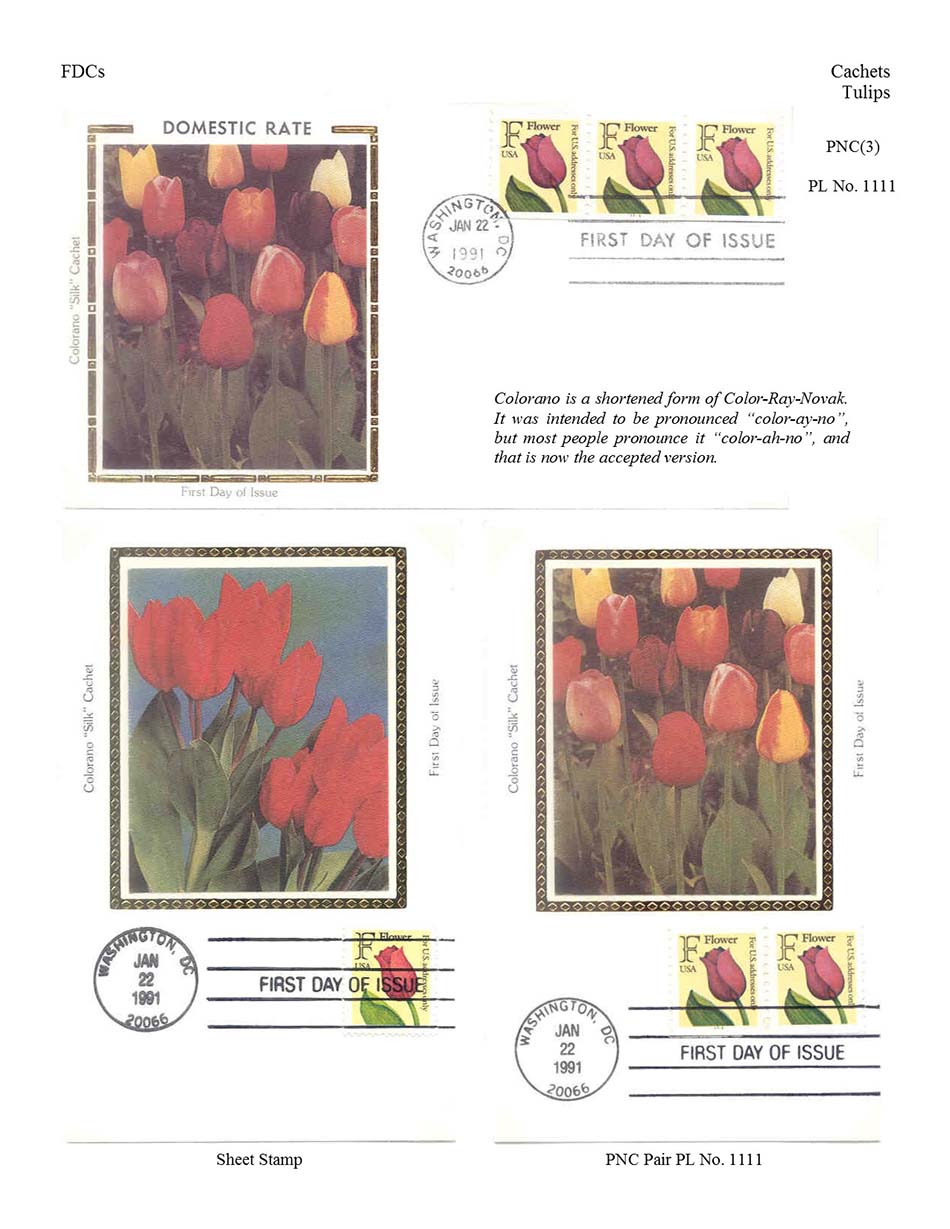 FDCs
Cachets
Tulips
DOMESTIC RATE
Colorano "Silk" Cachet
First Day of Issue
F Flower
USA
For U.S. addresses only
F Flower
USA
For U.S. addresses only
F Flower
USA
For U.S. addresses only
PNC(3)
PL No. 1111
WASHINGTON, DC
JAN 22
1991
20066
FIRST DAY OF ISSUE
Colorano is a shortened form of Color-Ray-Novak.
It was intended to be pronounced “color-ay-no”,
but most people pronounce it “color-ah-no”, and
that is now the accepted version.
Colorano "Silk" Cachet
First Day of Issue
WASHINGTON, DC
JAN
22
1991
20066
FIRST DAY OF ISSUE
F Flower
USA
For U.S. addresses only
Sheet Stamp
Colorano "Silk" Cachet
First Day of Issue
F Flower
USA
For U.S. addresses only
F Flower
USA
For U.S. addresses only
WASHINGTON, DC
JAN
22
1991
20066
FIRST DAY OF ISSUE
PNC Pair PL No. 1111